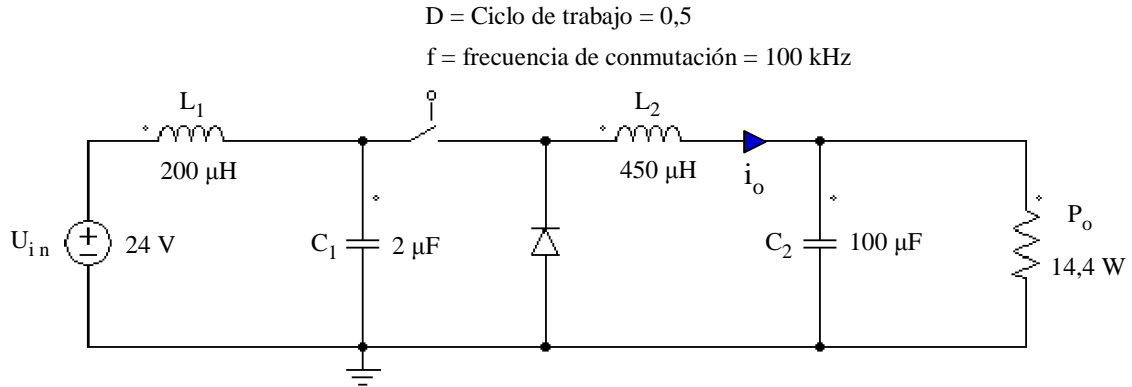 D = Ciclo de trabajo = 0,5
f = frecuencia de conmutación = 100 kHz
L1
200 μH
L2
450 μH
io
Uin
24 V
C1
2 μF
C2
100 μF
Po
14,4 W